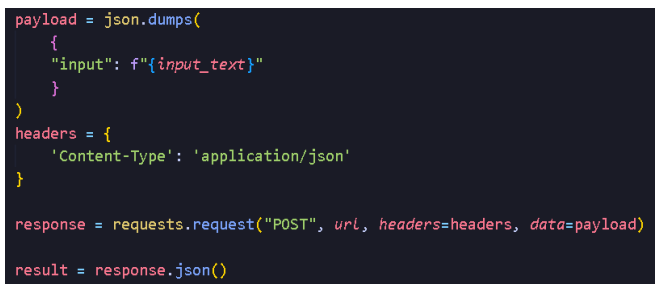 payload = json.dumps(
    {
    "input": f"{input_text}"
    }
)
headers = {
    'Content-Type': 'application/json'
}

response = requests.request("POST", url, headers=headers, data=payload)

result = response.json()